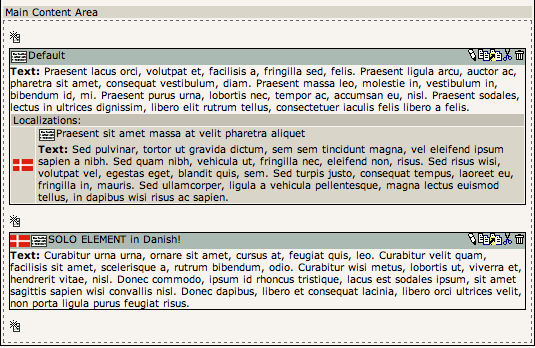 Main Content Area
Default
Text: Praesent lacus orci, volutpat et, facilisis a, fringilla sed, felis. Praesent ligula arcu, auctor ac,
pharetra sit amet, consequat vestibulum, diam. Praesent massa leo, molestie in, vestibulum in,
bibendum id, mi. Praesent purus urna, lobortis nec, tempor ac, accumsan eu, nisl. Praesent sodales,
lectus in ultrices dignissim, libero elit rutrum tellus, consectetuer iaculis felis libero a felis.
Localizations:
Praesent sit amet massa at velit pharetra aliquet
Text: Sed pulvinar, tortor ut gravida dictum, sem sem tincidunt magna, vel eleifend ipsum
sapien a nibh. Sed quam nibh, vehicula ut, fringilla nec, eleifend non, risus. Sed risus wisi,
volutpat vel, egestas eget, blandit quis, sem. Sed turpis justo, consequat tempus, laoreet eu,
fringilla in, mauris. Sed ullamcorper, ligula a vehicula pellentesque, magna lectus euismod
tellus, in dapibus wisi risus ac sapien.
SOLO ELEMENT in Danish!
Text: Curabitur urna urna, ornare sit amet, cursus at, feugiat quis, leo. Curabitur velit quam,
facilisis sit amet, scelerisque a, rutrum bibendum, odio. Curabitur wisi metus, lobortis ut, viverra et,
hendrerit vitae, nisl. Donec commodo, ipsum id rhoncus tristique, lacus est sodales ipsum, sit amet
sagittis sapien wisi convallis nisl. Donec dapibus, libero et consequat lacinia, libero orci ultrices velit,
non porta ligula purus feugiat risus.